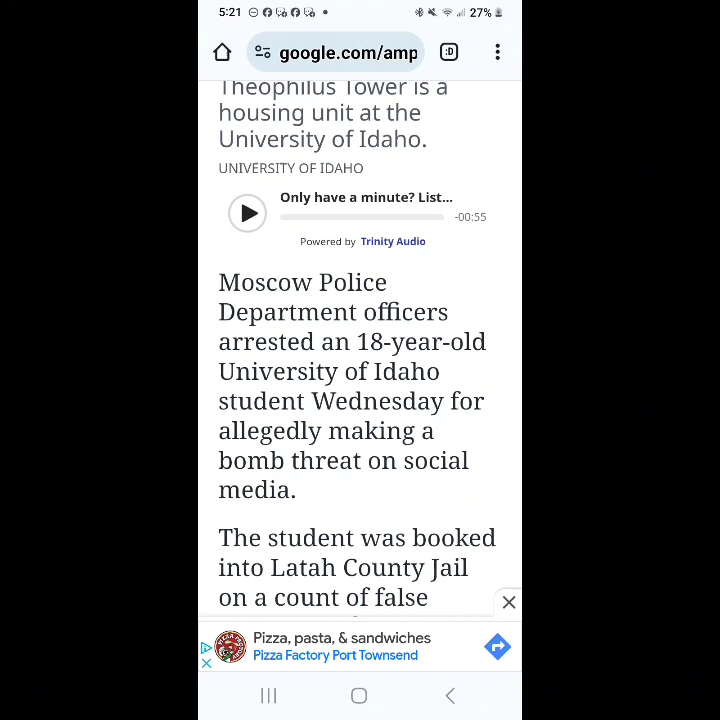 5:21 27%
google.com/amp :D
Theophilus Tower is a
housing unit at the
University of Idaho.
UNIVERSITY OF IDAHO
Only have a minute? List...
-00:55
Powered by Trinity Audio
Moscow Police
Department officers
arrested an 18-year-old
University of Idaho
student Wednesday for
allegedly making a
bomb threat on social
media.
The student was booked
into Latah County Jail
on a count of false
Pizza, pasta, & sandwiches
Pizza Factory Port Townsend